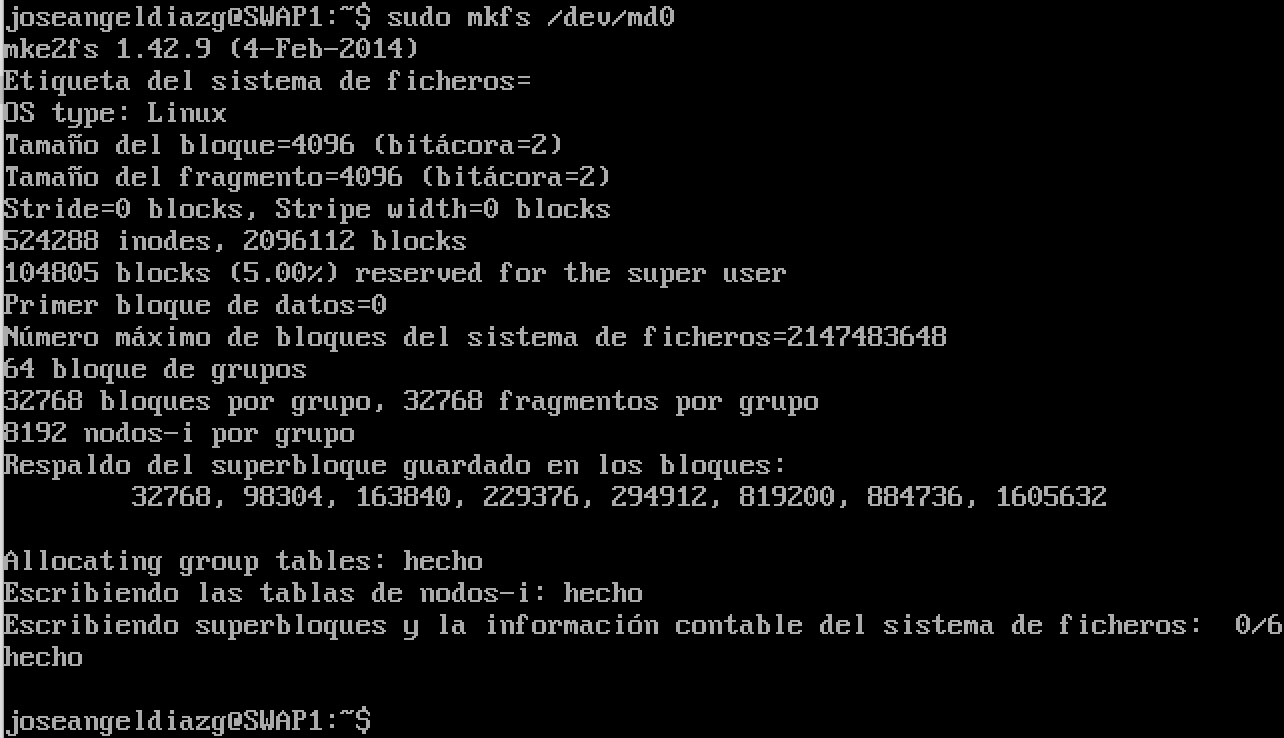 joseangeldiazg@SWAP1:~$ sudo mkfs /dev/md0
mke2fs 1.42.9 (4-Feb-2014)
Etiqueta del sistema de ficheros=
OS type: Linux
Tamaño del bloque=4096 (bitácora=2)
Tamaño del fragmento=4096 (bitácora=2)
Stride=0 blocks, Stripe width=0 blocks
524288 inodes, 2096112 blocks
104805 blocks (5.00%) reserved for the super user
Primer bloque de datos=0
Número máximo de bloques del sistema de ficheros=2147483648
64 bloque de grupos
32768 bloques por grupo, 32768 fragmentos por grupo
8192 nodos-i por grupo
Respaldo del superbloque guardado en los bloques:
32768, 98304, 163840, 229376, 294912, 819200, 884736, 1605632
Allocating group tables: hecho
Escribiendo las tablas de nodos-i: hecho
Escribiendo superbloques y la información contable del sistema de ficheros:  0/6
hecho
joseangeldiazg@SWAP1:~$